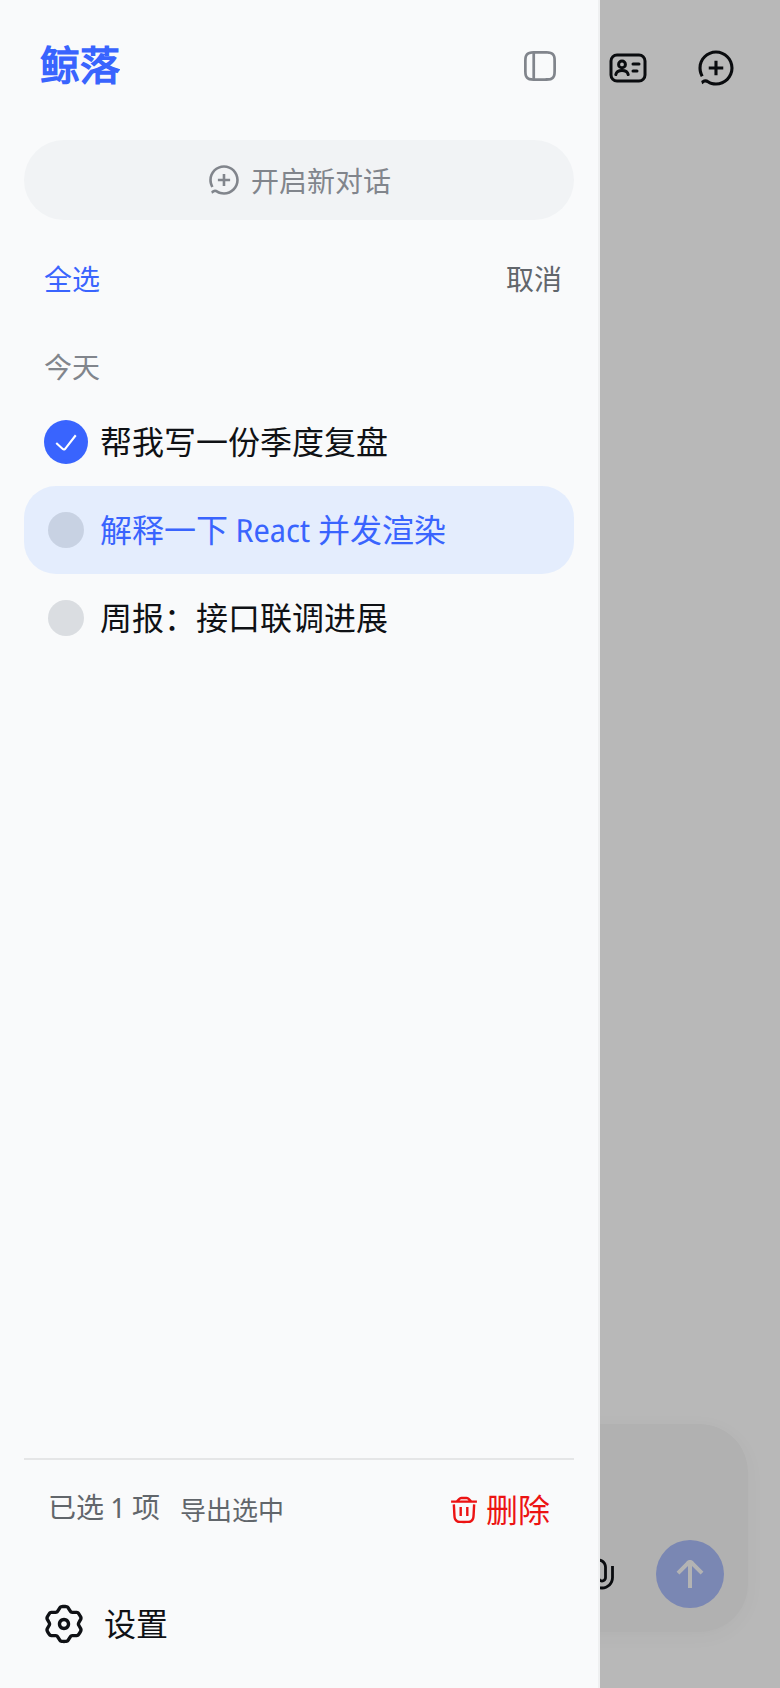 鲸落
开启新对话
全选 取消
今天
帮我写一份季度复盘
解释一下 React 并发渲染
周报：接口联调进展
已选 1 项 导出选中 删除
设置